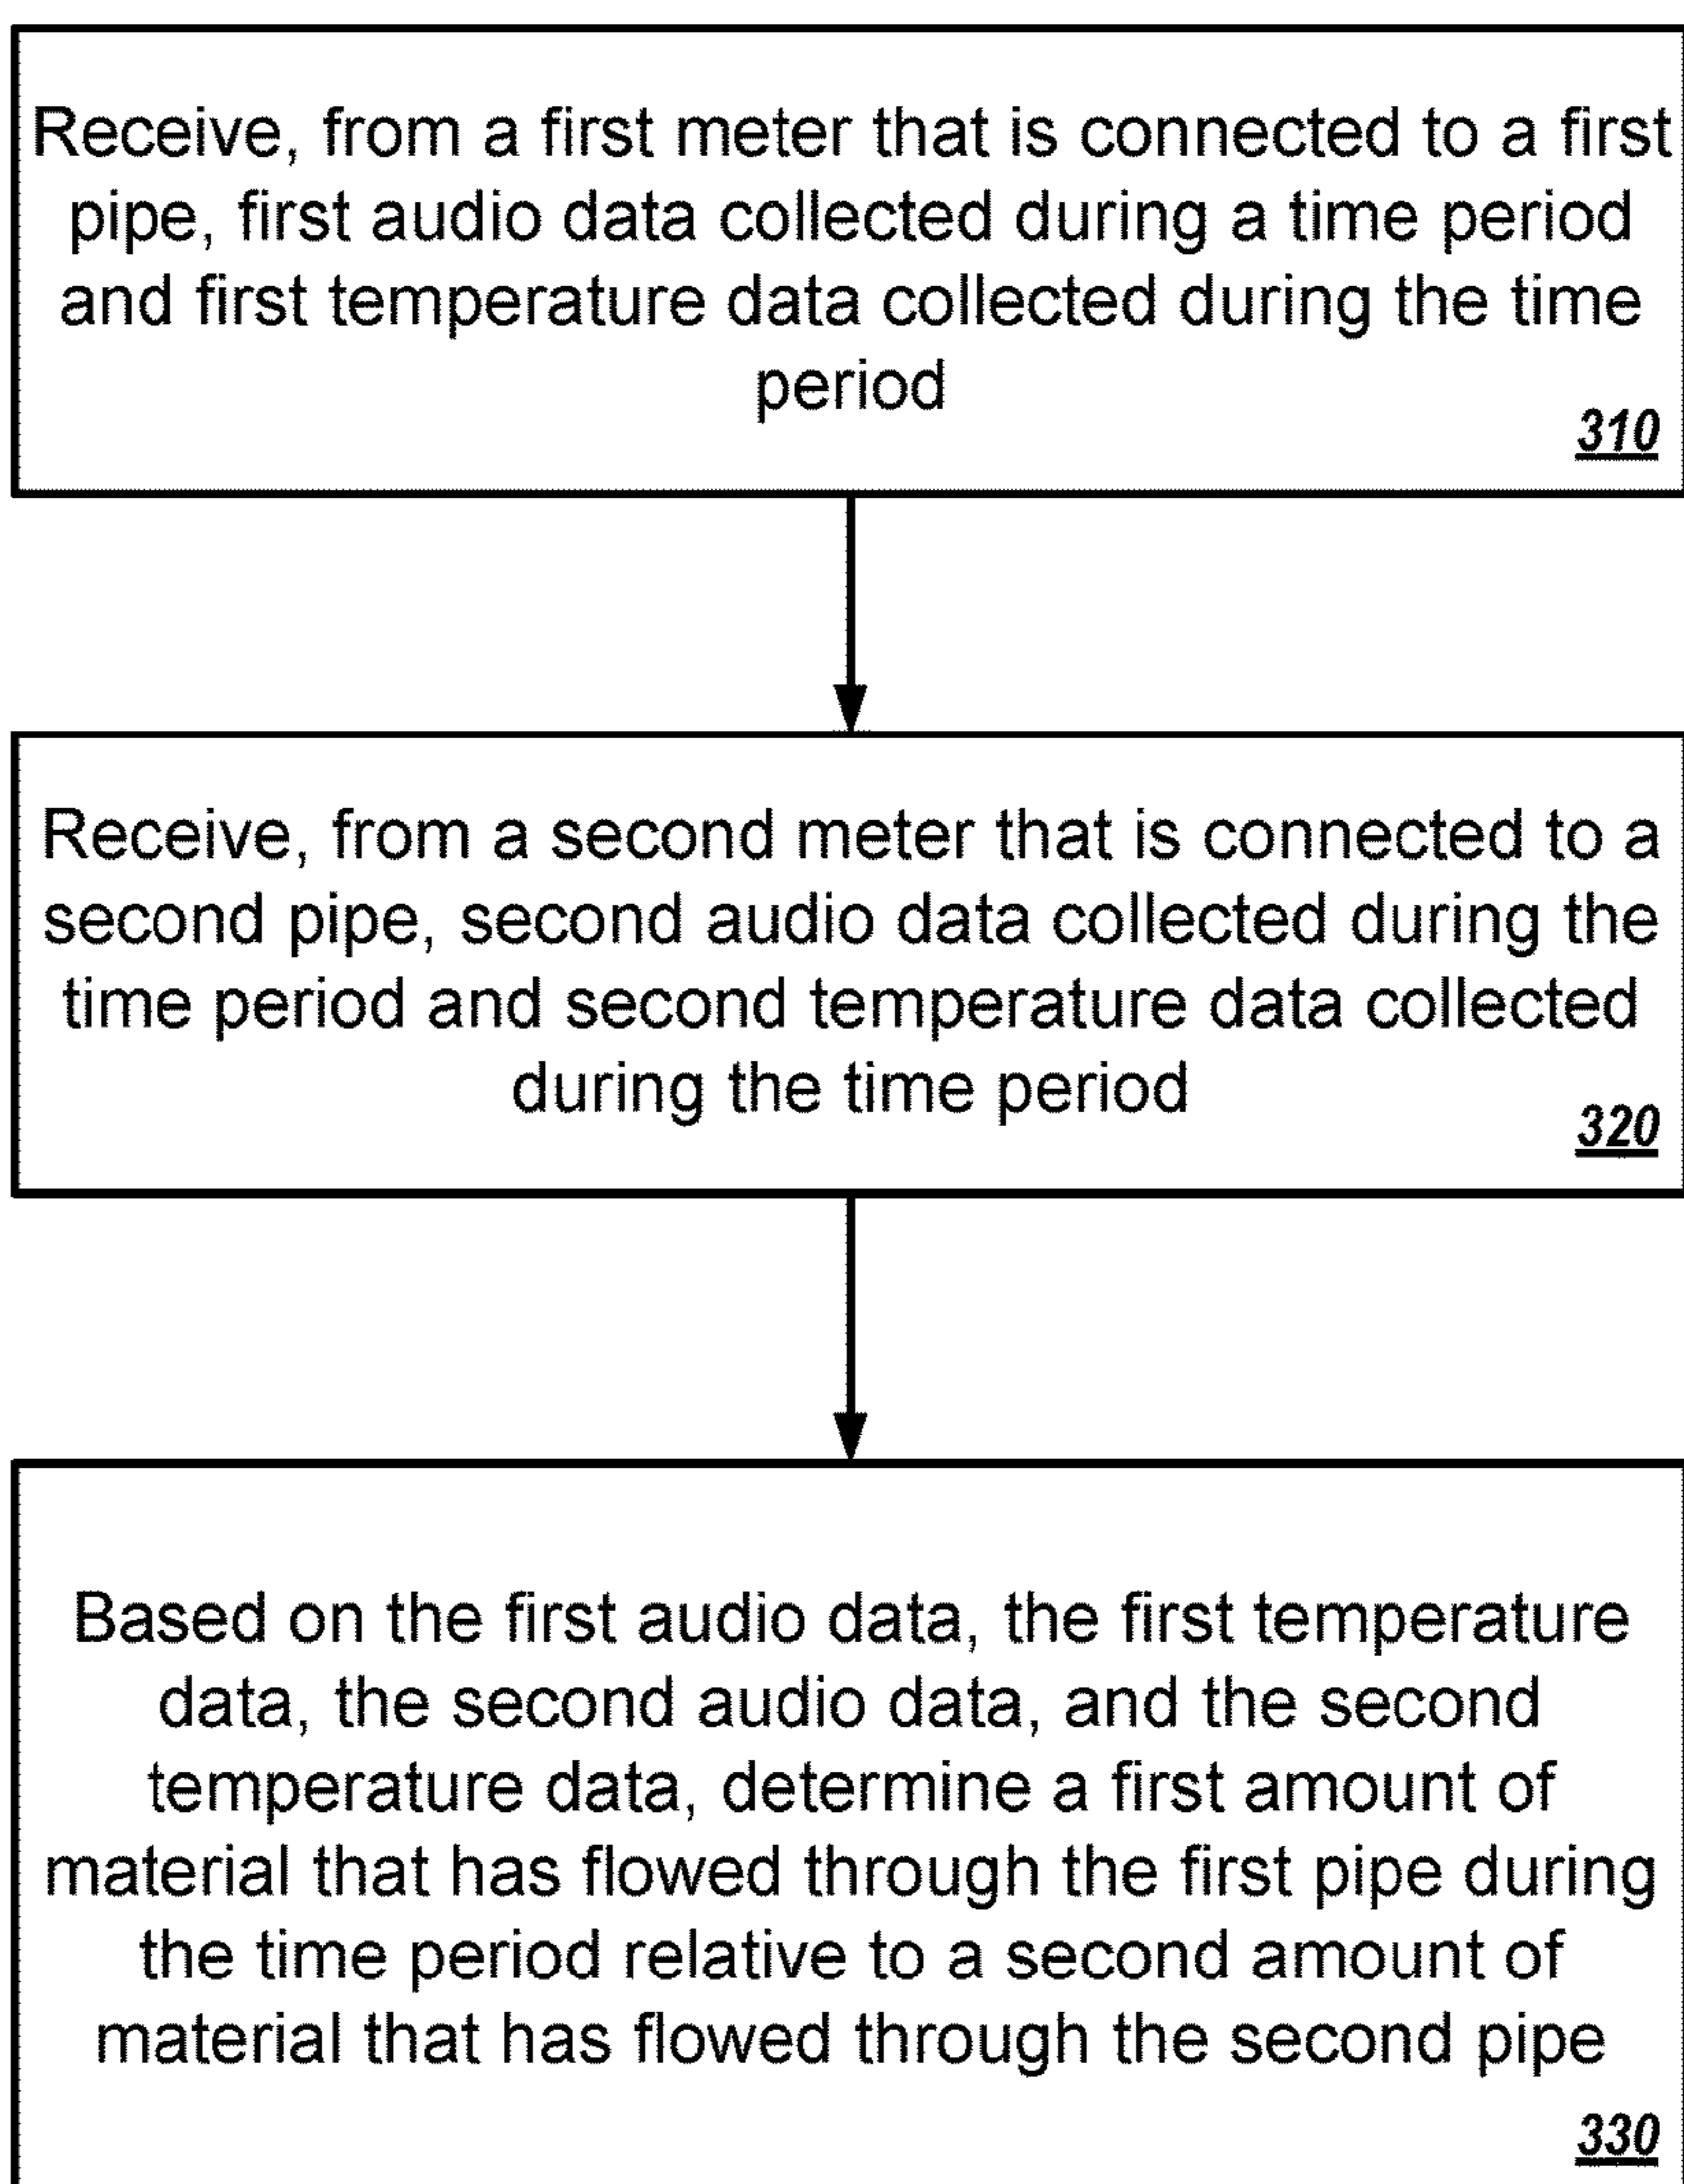 Receive, from a first meter that is connected to a first
pipe, first audio data collected during a time period
and first temperature data collected during the time
period
310
Receive, from a second meter that is connected to a
second pipe, second audio data collected during the
time period and second temperature data collected
during the time period
320
Based on the first audio data, the first temperature
data, the second audio data, and the second
temperature data, determine a first amount of
material that has flowed through the first pipe during
the time period relative to a second amount of
material that has flowed through the second pipe
330